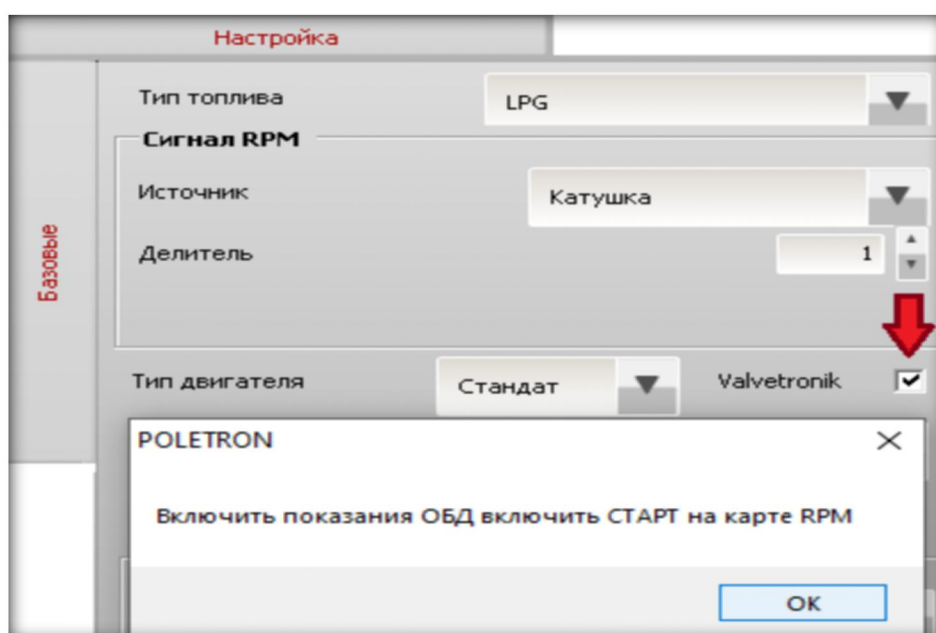 Настройка
Тип топлива LPG
Сигнал RPM
Источник Катушка
Делитель 1
Базовые
Тип двигателя Стандат Valvetronik
POLETRON
Включить показания ОБД включить СТАРТ на карте RPM
OK